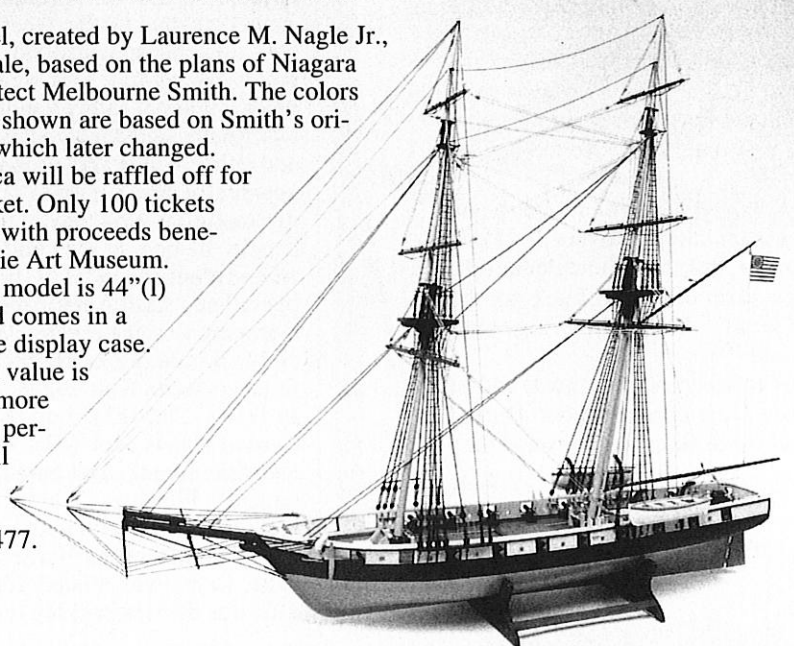 el, created by Laurence M. Nagle Jr.,
ale, based on the plans of Niagara
tect Melbourne Smith. The colors
shown are based on Smith's ori-
which later changed.
ca will be raffled off for
ket. Only 100 tickets
with proceeds bene-
ie Art Museum.
model is 44”(l)
d comes in a
e display case.
value is
more
per-
l
477.